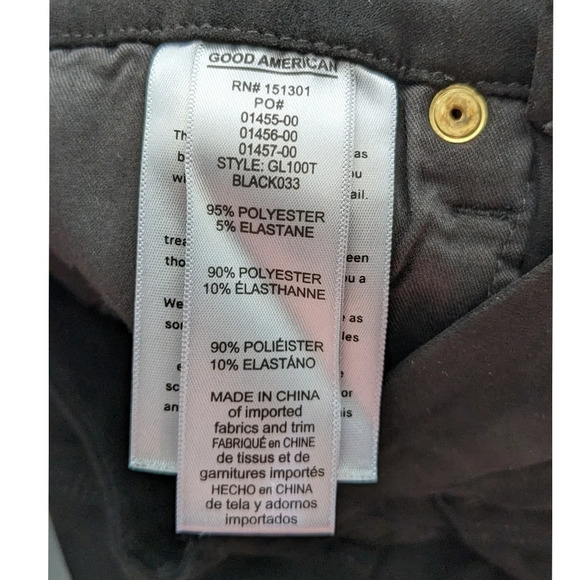 GOOD AMERICAN
RN# 151301
PO#
01455-00
01456-00
01457-00
STYLE: GL100T
BLACK033
95% POLYESTER
5% ELASTANE
90% POLYESTER
10% ÉLASTHANNE
90% POLIÉISTER
10% ELASTÁNO
MADE IN CHINA
of imported
fabrics and trim
FABRIQUÉ en CHINE
de tissus et de
garnitures importés
HECHO en CHINA
de tela y adornos
importados